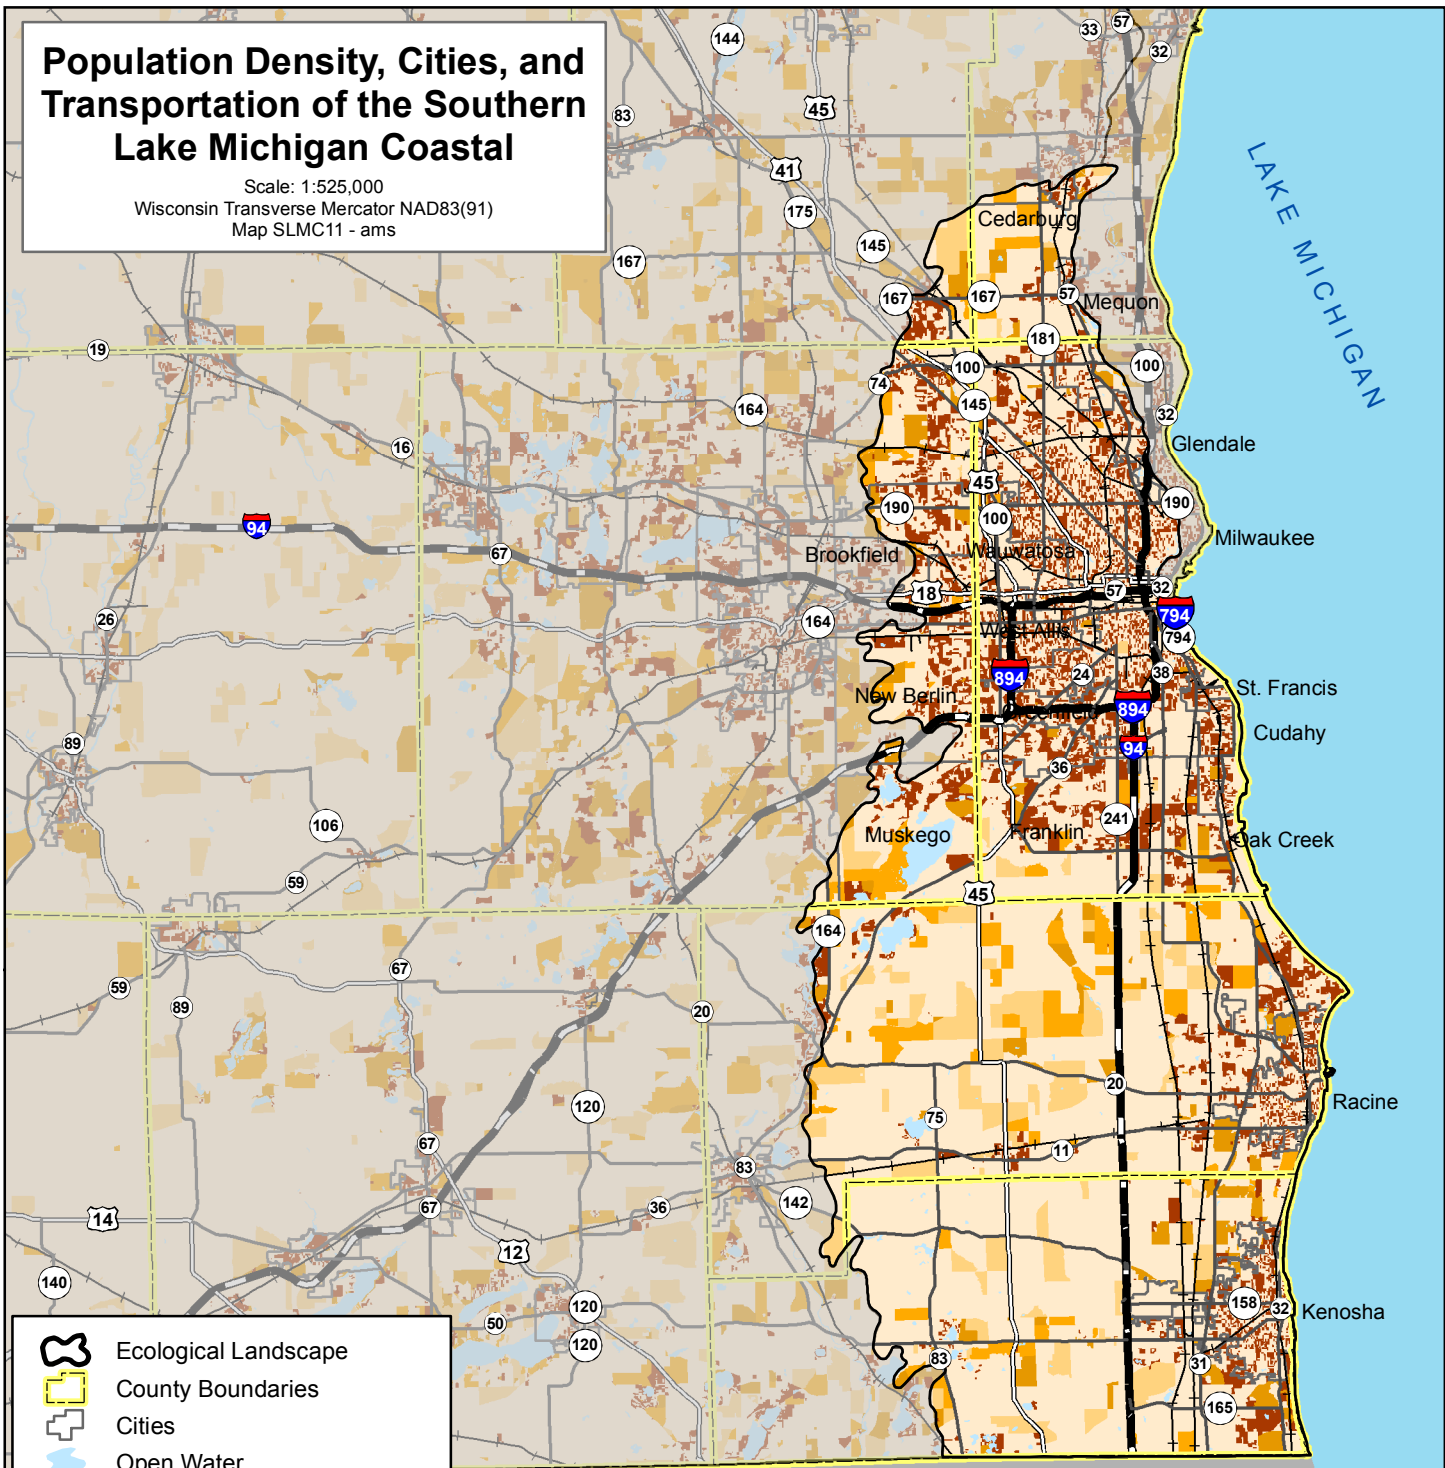 Population Density, Cities, and
Transportation of the Southern
Lake Michigan Coastal
Scale: 1:525,000
Wisconsin Transverse Mercator NAD83(91)
Map SLMC11 - ams
144
33
57
32
45
83
41
175
145
167
LAKE MICHIGAN
Cedarburg
167
167
57
Mequon
181
19
100
100
74
164
145
32
16
Glendale
45
190
190
100
94
67
Brookfield
Wauwatosa
Milwaukee
18
57
32
26
164
794
794
West Allis
894
24
38
New Berlin
St. Francis
894
Cudahy
89
94
36
106
Muskego
Franklin
241
Oak Creek
59
45
164
67
59
89
20
20
120
75
Racine
67
11
83
67
36
142
14
12
140
120
158
32
Kenosha
50
120
83
31
165
Ecological Landscape
County Boundaries
Cities
Open Water